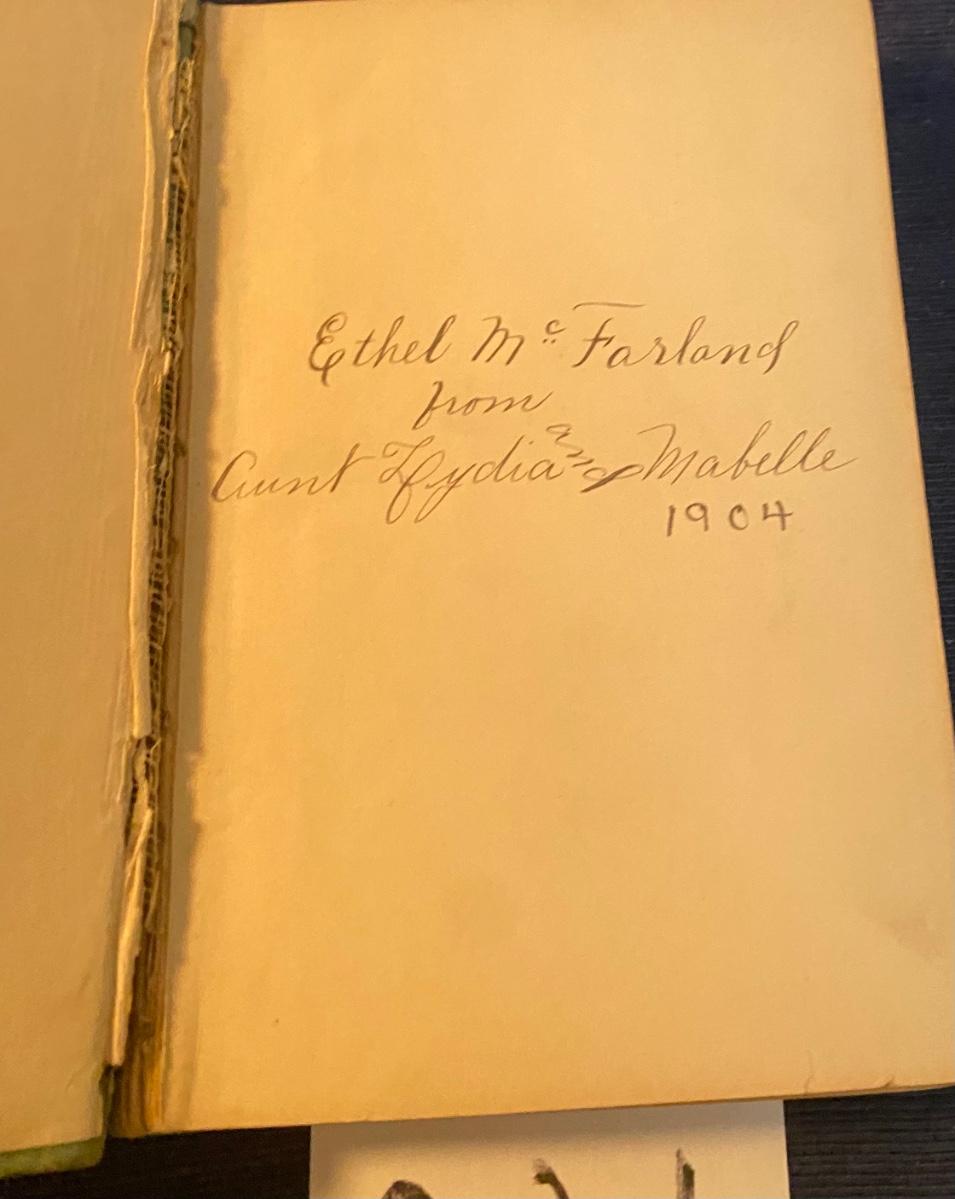 Ethel Mc Farland
from
Aunt Lydia and Mabelle
1904